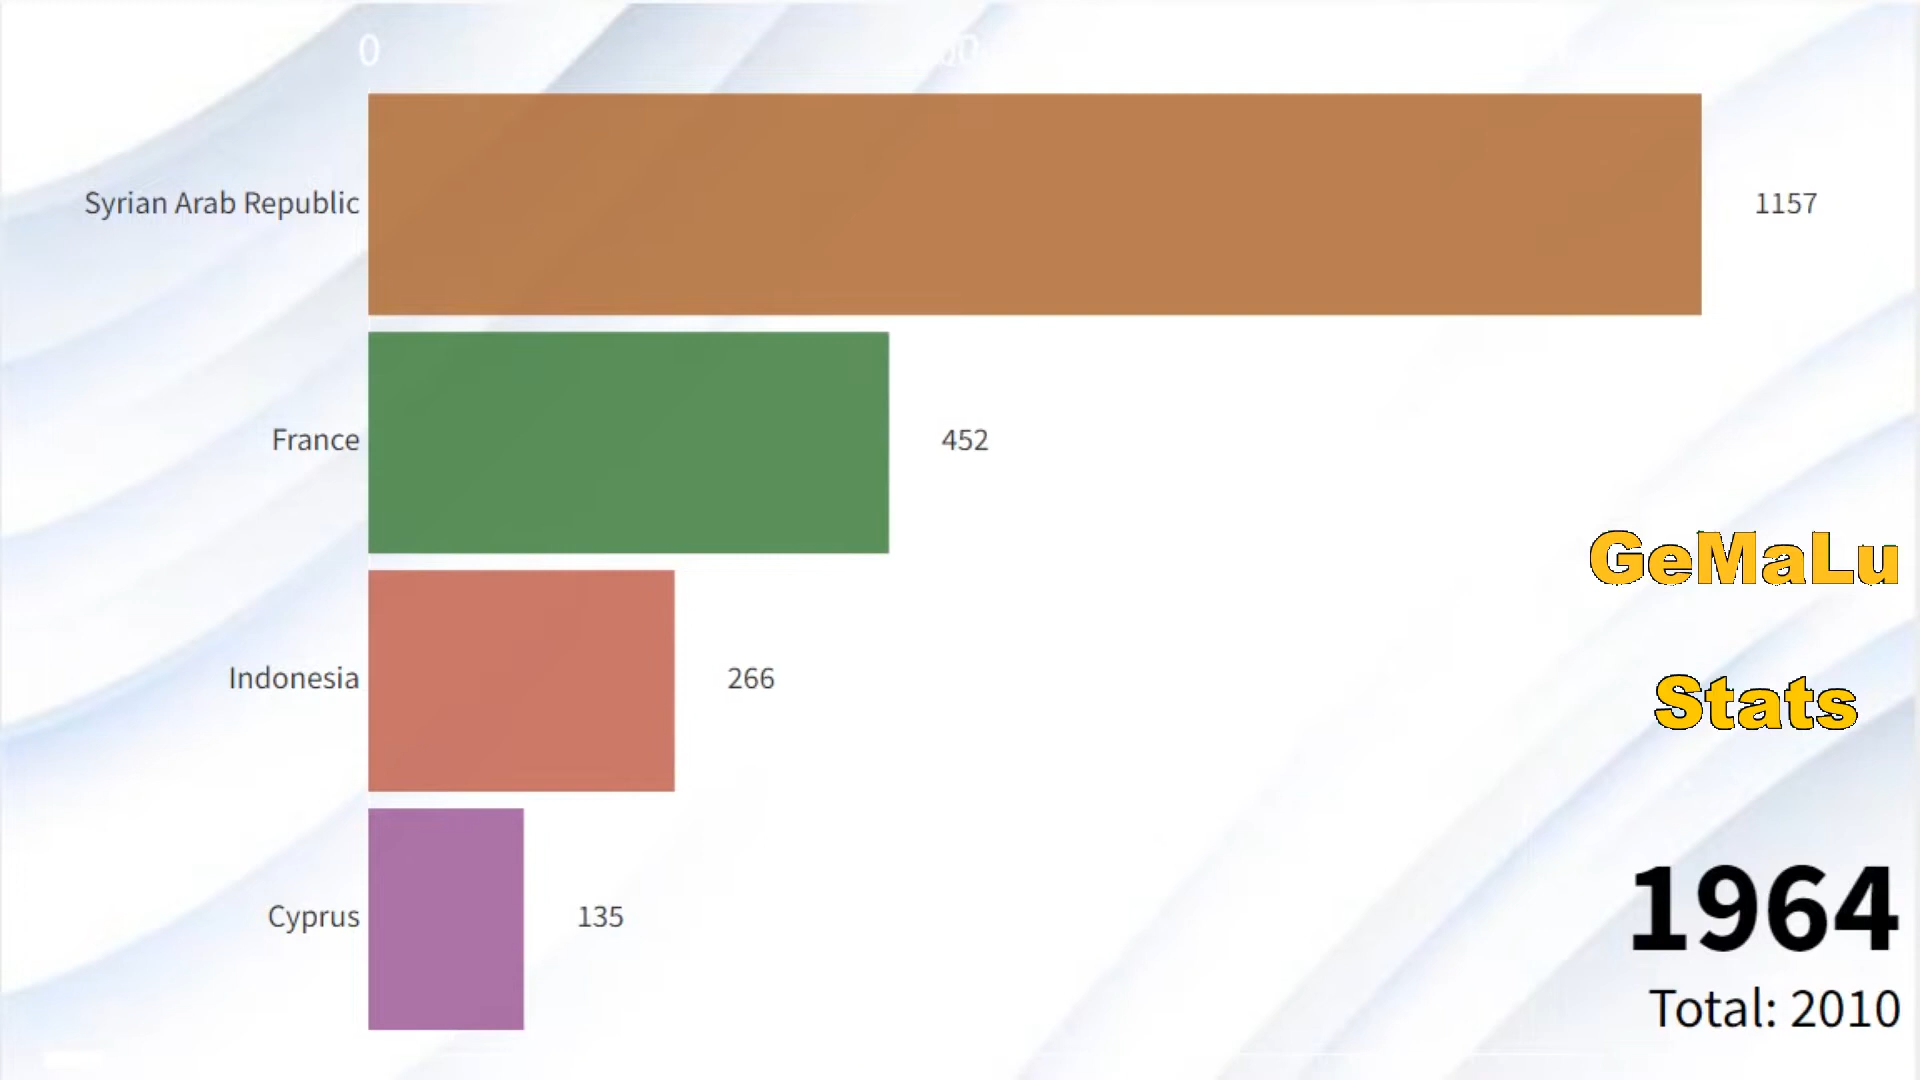 0
Syrian Arab Republic 1157
France 452
Indonesia 266
Cyprus 135
GeMaLu
Stats
1964
Total: 2010